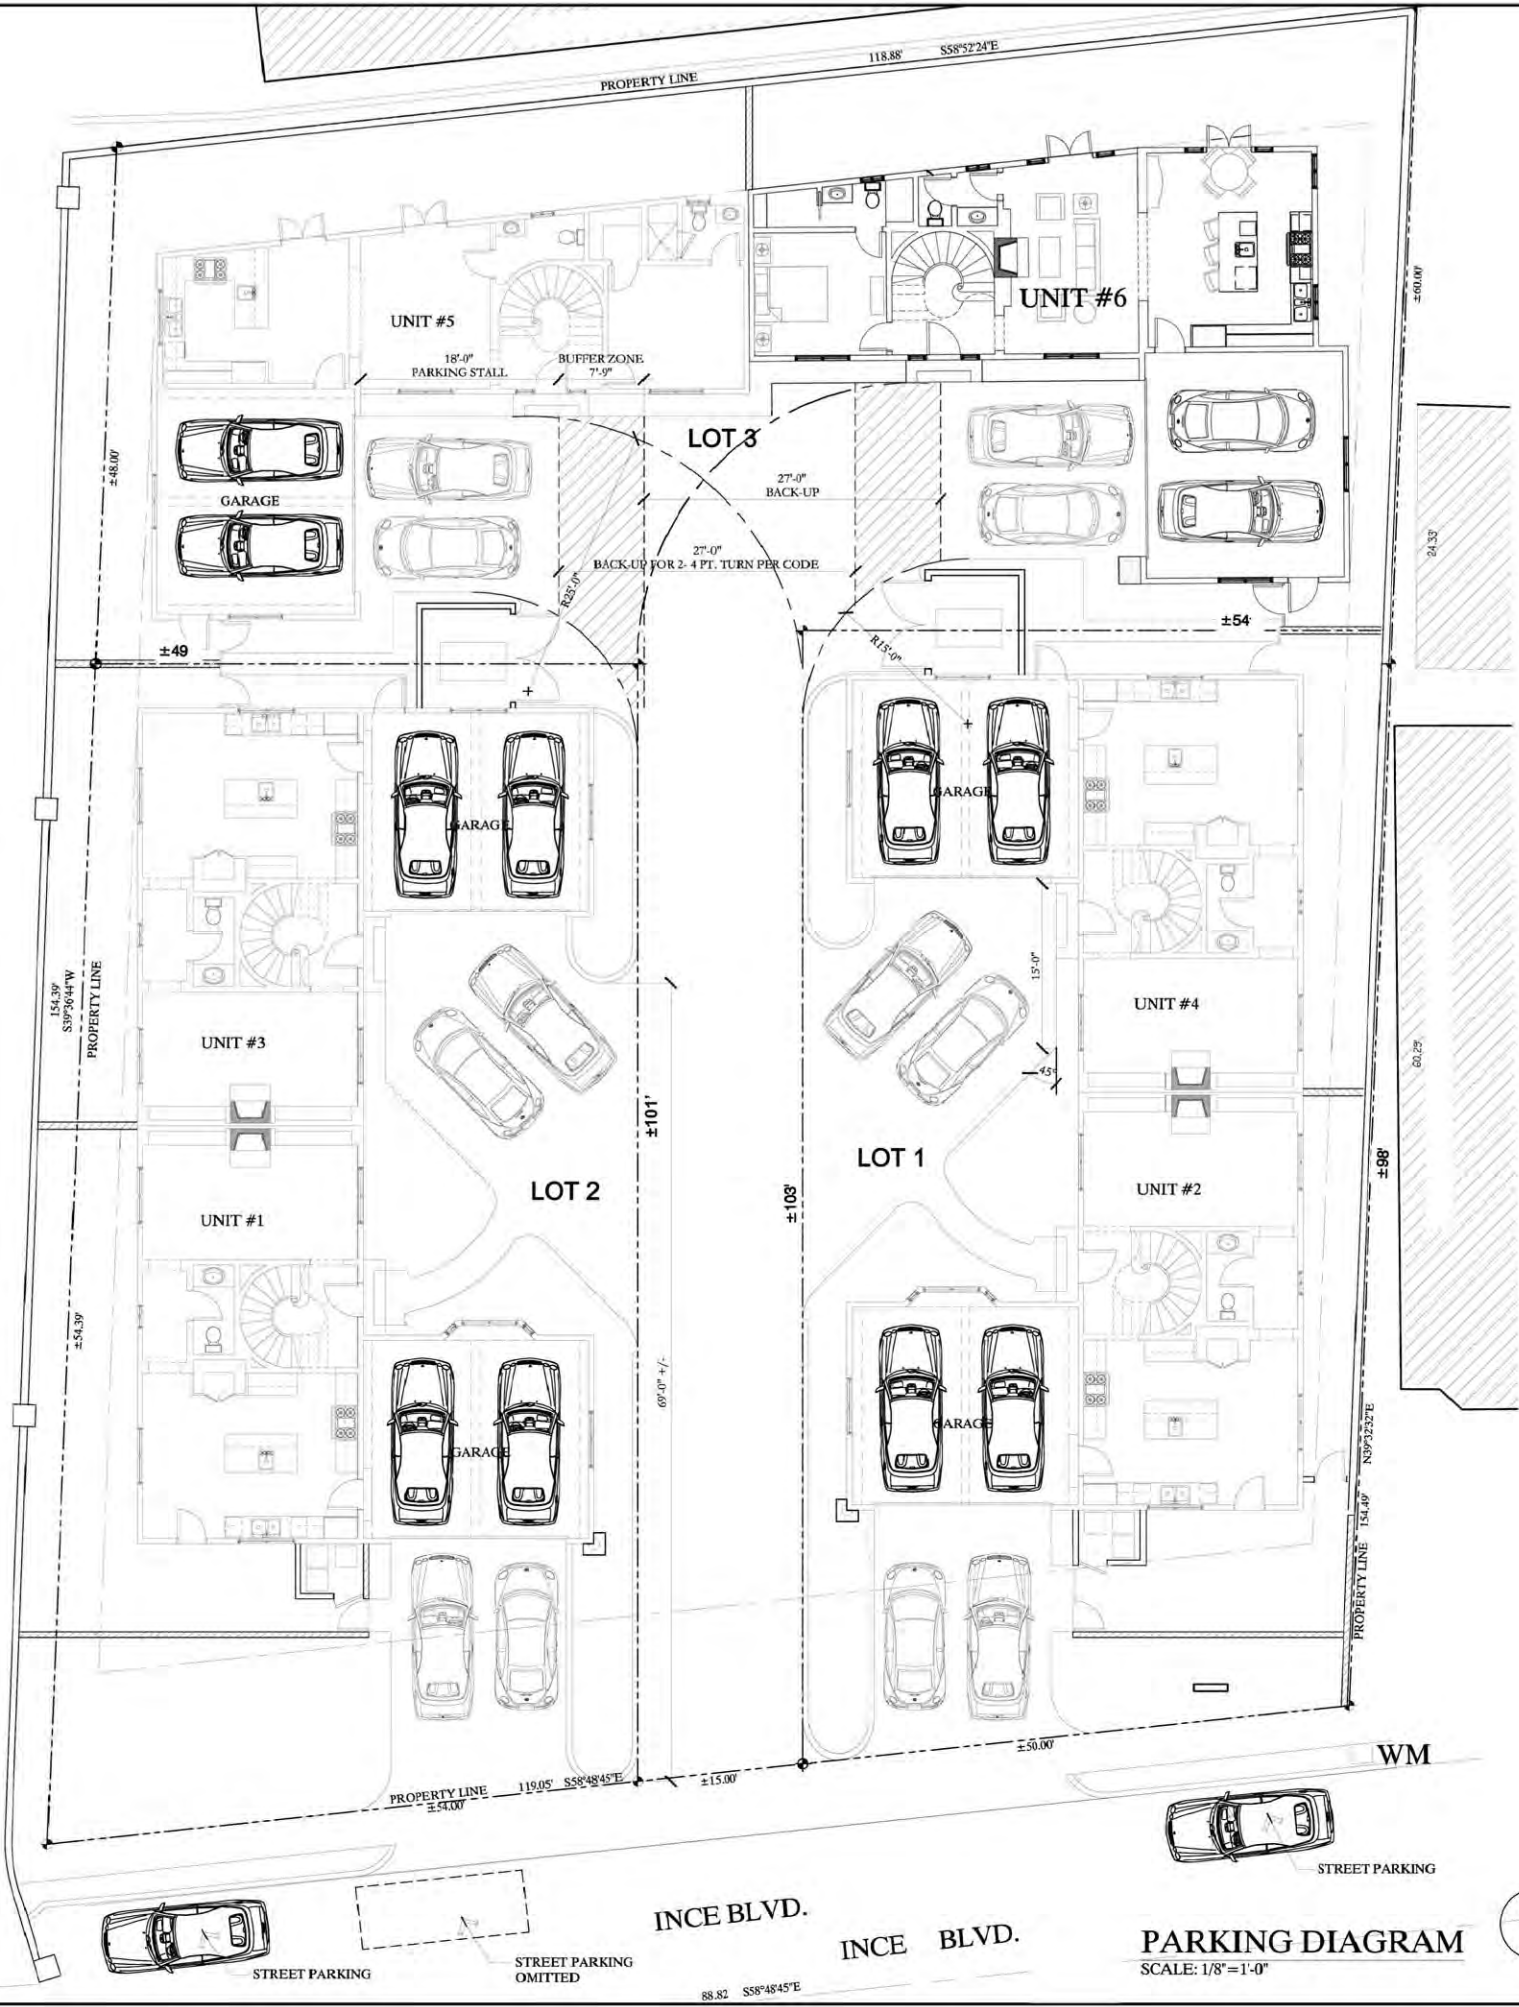 118.88' S58°52'24"E
PROPERTY LINE
UNIT #6
±60.00'
UNIT #5
18'-0"
PARKING STALL
BUFFER ZONE
7'-9"
LOT 3
±48.00'
27'-0"
BACK-UP
GARAGE
24.33'
27'-0"
BACK-UP FOR 2- 4 PT. TURN PER CODE
R25'-0"
±54'
±49
R15'-0"
GARAGE
GARAGE
15'-0"
154.39'
S39°36'44"W
PROPERTY LINE
UNIT #4
UNIT #3
60.29'
45°
±101'
LOT 1
±98'
LOT 2
UNIT #2
±103'
UNIT #1
±54.39'
69'-0" +/-
GARAGE
GARAGE
PROPERTY LINE 154.49' N39°32'32"E
±50.00'
WM
PROPERTY LINE 119.05' S58°48'45"E
±15.00'
±54.00'
STREET PARKING
INCE BLVD.
INCE BLVD.
STREET PARKING
STREET PARKING
OMITTED
PARKING DIAGRAM
SCALE: 1/8"=1'-0"
88.82 S58°48'45"E